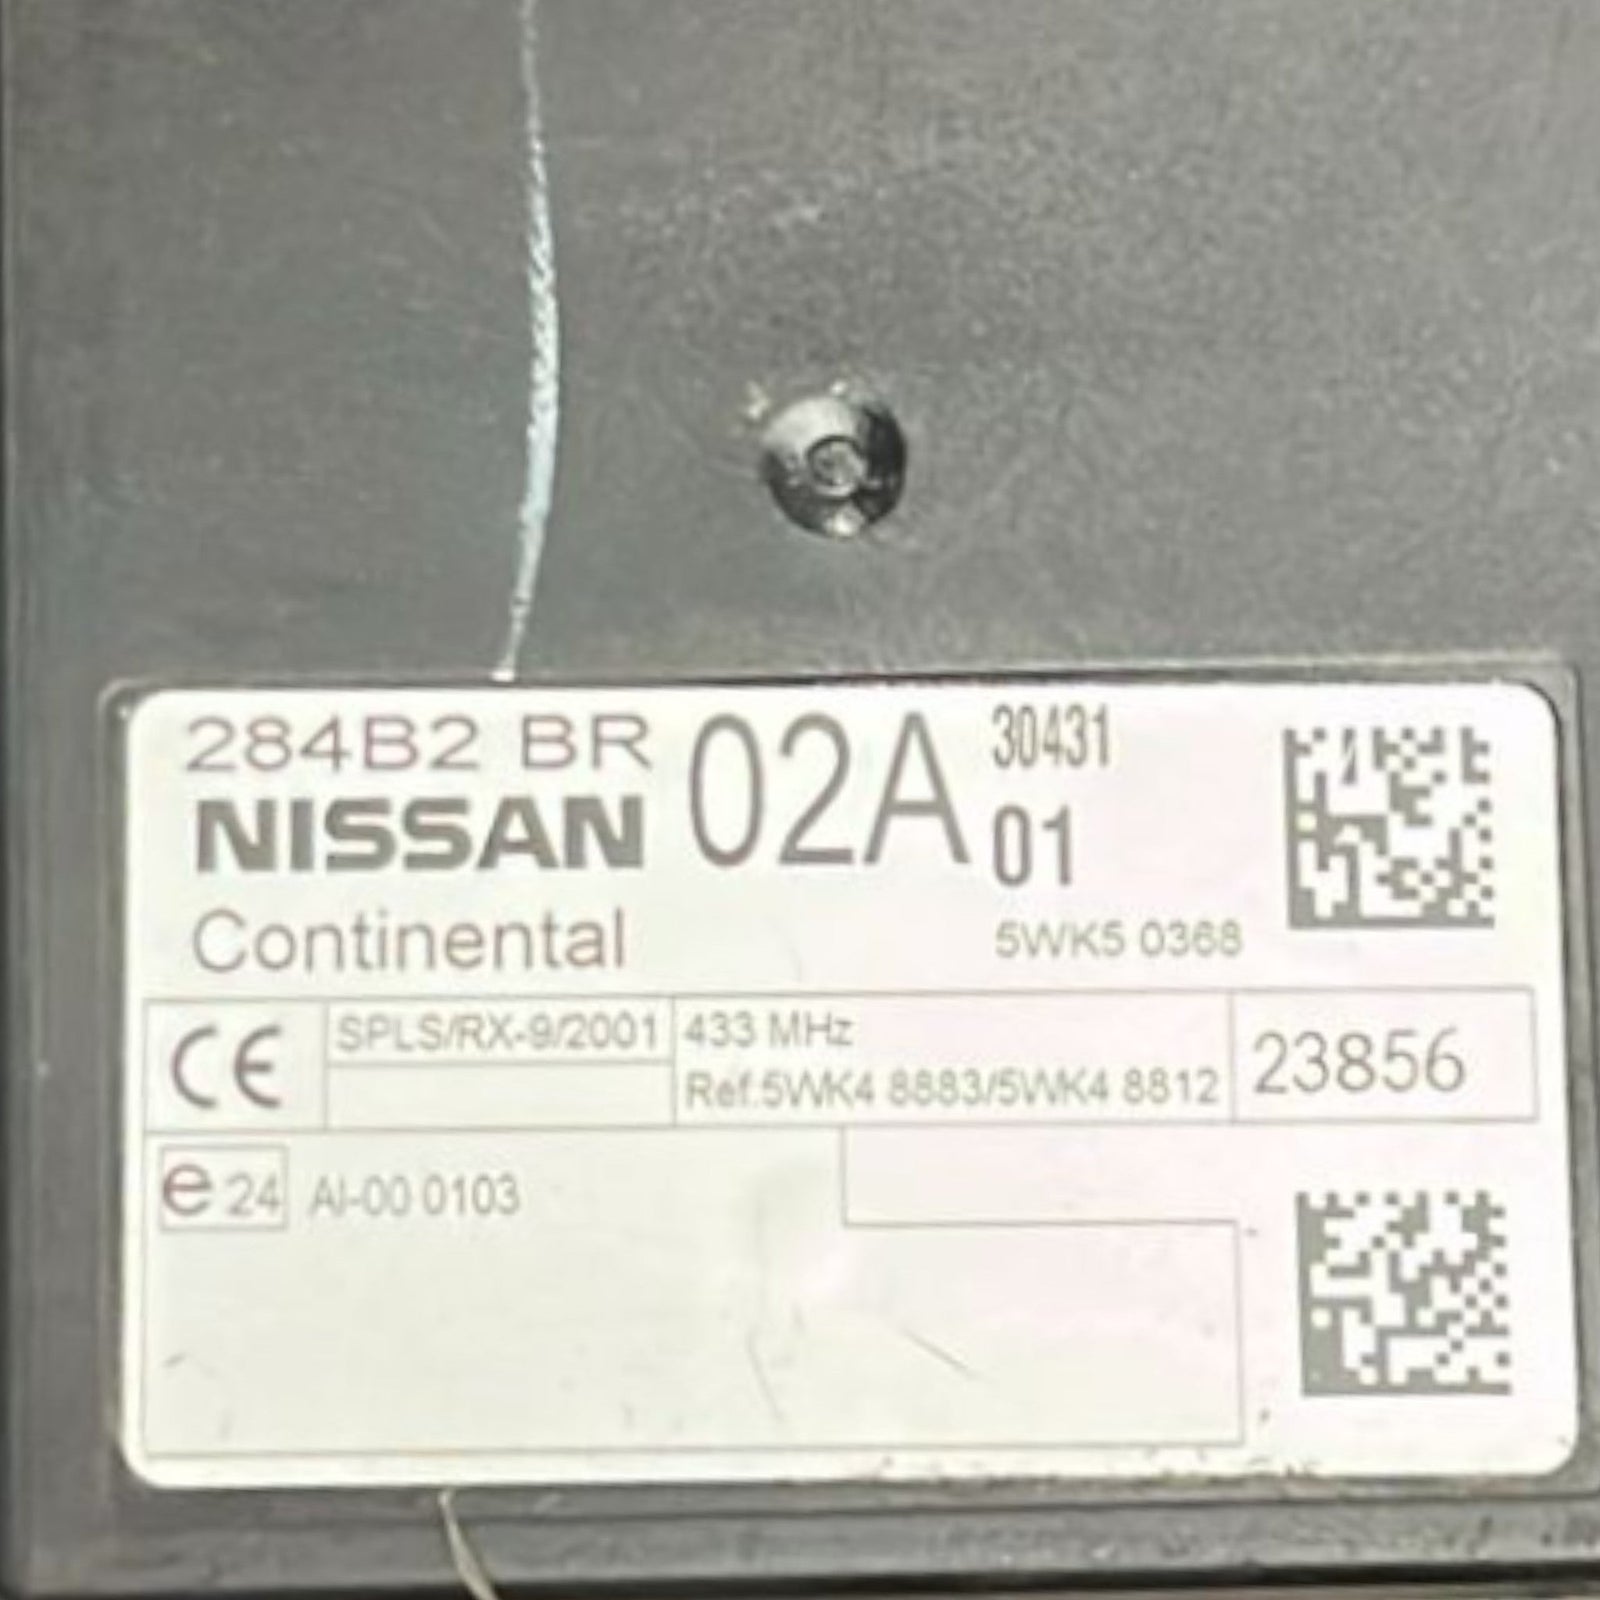 284B2 BR 02A 30431
NISSAN 01
Continental 5WK5 0368
CE SPLS/RX-9/2001 433 MHz 23856
Ref.5WK4 8883/5WK4 8812
e24 AI-00 0103